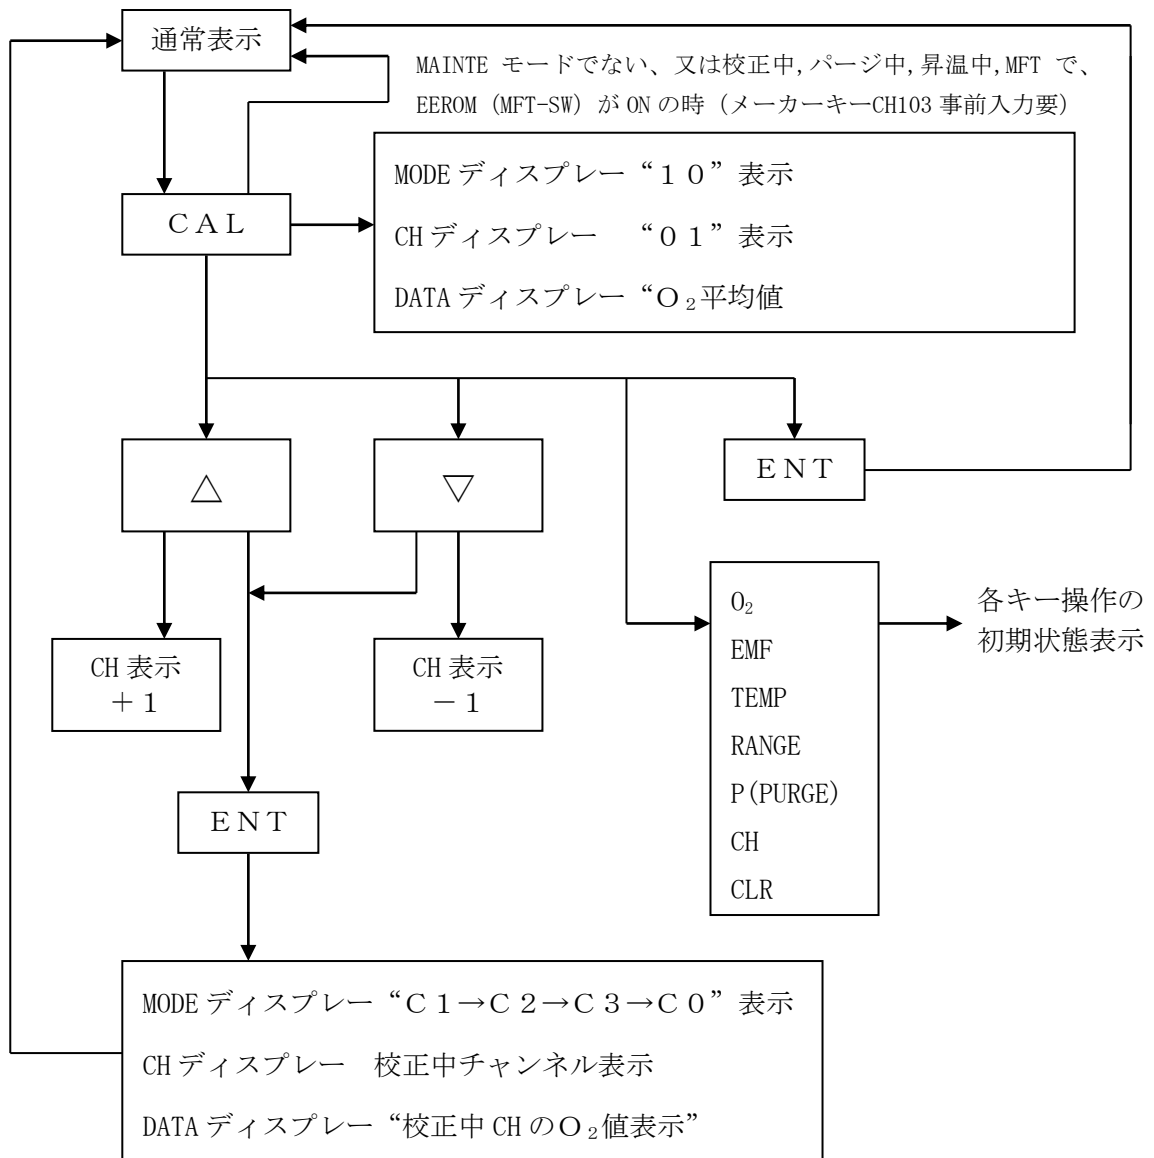 通常表示
MAINTE モードでない、又は校正中,パージ中,昇温中,MFT で、
EEROM (MFT-SW) が ON の時 (メーカーキーCH103 事前入力要)
MODE ディスプレー “１０” 表示
CH ディスプレー “０１” 表示
DATA ディスプレー “Ｏ₂平均値
ＣＡＬ
△
▽
ＥＮＴ
O₂
EMF
TEMP
RANGE
P(PURGE)
CH
CLR
各キー操作の
初期状態表示
CH 表示
＋１
CH 表示
－１
ＥＮＴ
MODE ディスプレー “Ｃ１→Ｃ２→Ｃ３→Ｃ０” 表示
CH ディスプレー 校正中チャンネル表示
DATA ディスプレー “校正中 CH のＯ₂値表示”